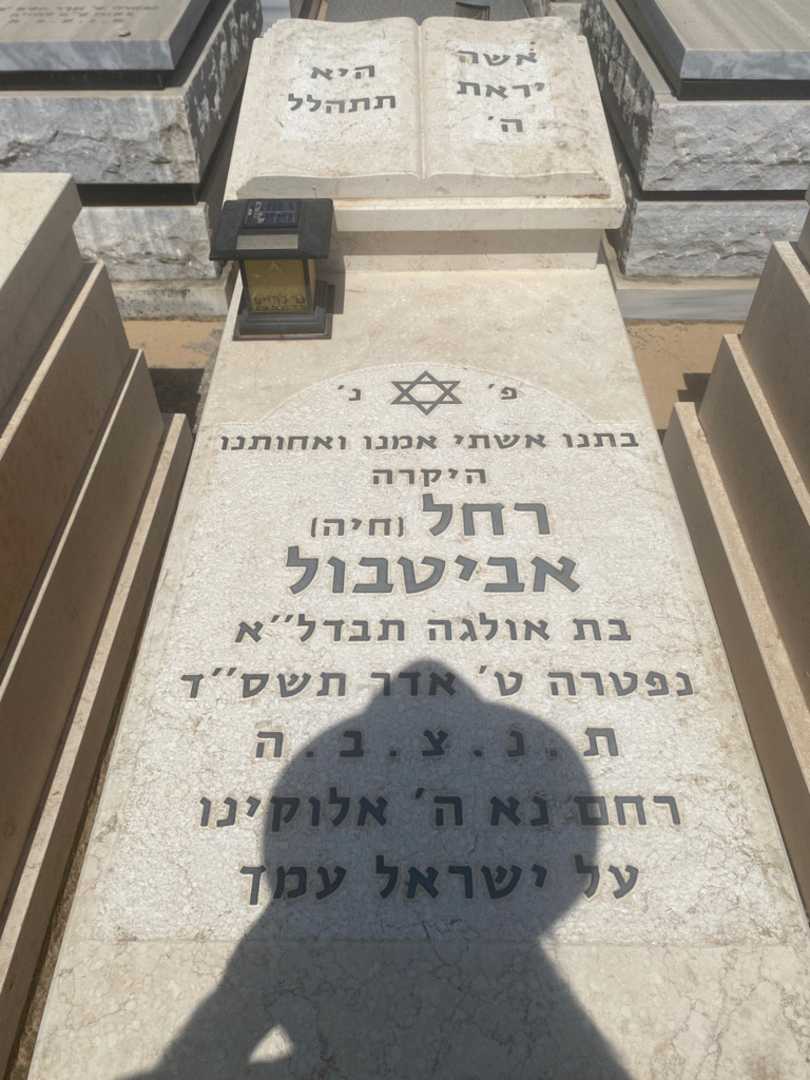 אשה
יראת
ה'
היא
תתהלל
פ' נ'
בתנו אשתי אמנו ואחותנו
היקרה
רחל (חיה)
אביטבול
בת אולגה תבדל''א
נפטרה ט' אדר תשס''ד
ת . נ . צ . ב . ה
רחם נא ה' אלוקינו
על ישראל עמך